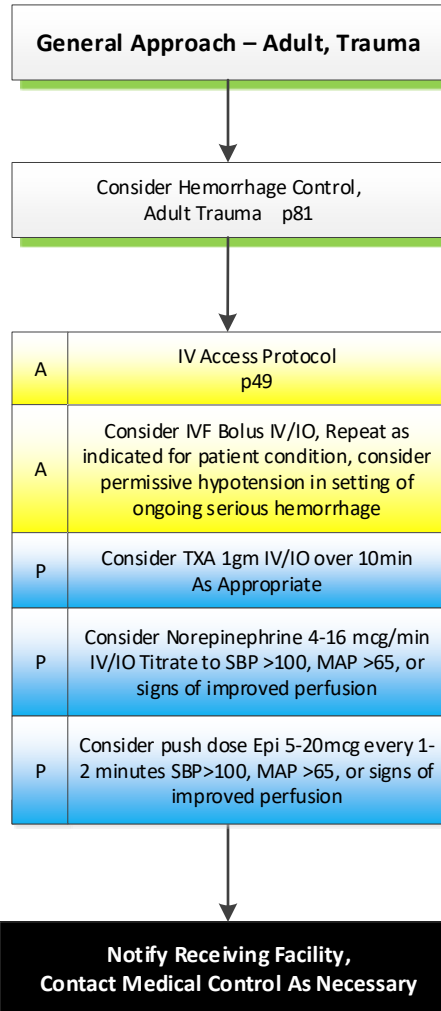 General Approach – Adult, Trauma
Consider Hemorrhage Control,
Adult Trauma p81
A
IV Access Protocol
p49
A
Consider IVF Bolus IV/IO, Repeat as
indicated for patient condition, consider
permissive hypotension in setting of
ongoing serious hemorrhage
P
Consider TXA 1gm IV/IO over 10min
As Appropriate
P
Consider Norepinephrine 4-16 mcg/min
IV/IO Titrate to SBP >100, MAP >65, or
signs of improved perfusion
P
Consider push dose Epi 5-20mcg every 1-
2 minutes SBP>100, MAP >65, or signs of
improved perfusion
Notify Receiving Facility,
Contact Medical Control As Necessary